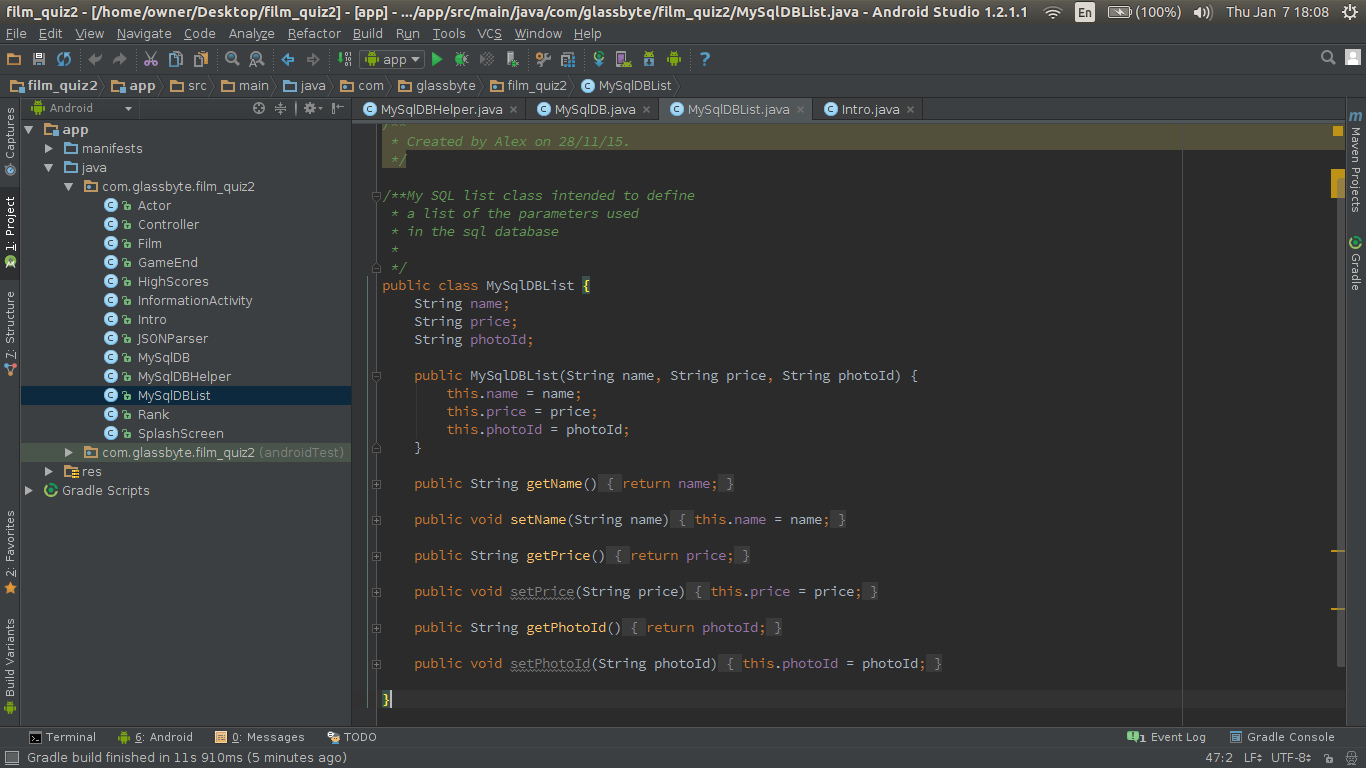 film_quiz2 - [/home/owner/Desktop/film_quiz2] - [app] - .../app/src/main/java/com/glassbyte/film_quiz2/MySqlDBList.java - Android Studio 1.2.1.1 En (100%) Thu Jan 7 18:08
File Edit View Navigate Code Analyze Refactor Build Run Tools VCS Window Help
app
film_quiz2 app src main java com glassbyte film_quiz2 MySqlDBList
Android MySqlDBHelper.java MySqlDB.java MySqlDBList.java Intro.java
Captures
1: Project
7: Structure
2: Favorites
Build Variants
app
manifests
java
com.glassbyte.film_quiz2
Actor
Controller
Film
GameEnd
HighScores
InformationActivity
Intro
JSONParser
MySqlDB
MySqlDBHelper
MySqlDBList
Rank
SplashScreen
com.glassbyte.film_quiz2 (androidTest)
res
Gradle Scripts
* Created by Alex on 28/11/15.
*/
/**My SQL list class intended to define
* a list of the parameters used
* in the sql database
*
*/
public class MySqlDBList {
String name;
String price;
String photoId;
public MySqlDBList(String name, String price, String photoId) {
this.name = name;
this.price = price;
this.photoId = photoId;
}
public String getName() { return name; }
public void setName(String name) { this.name = name; }
public String getPrice() { return price; }
public void setPrice(String price) { this.price = price; }
public String getPhotoId() { return photoId; }
public void setPhotoId(String photoId) { this.photoId = photoId; }
}
Maven Projects
Gradle
Terminal 6: Android 0: Messages TODO 1 Event Log Gradle Console
Gradle build finished in 11s 910ms (5 minutes ago) 47:2 LF UTF-8